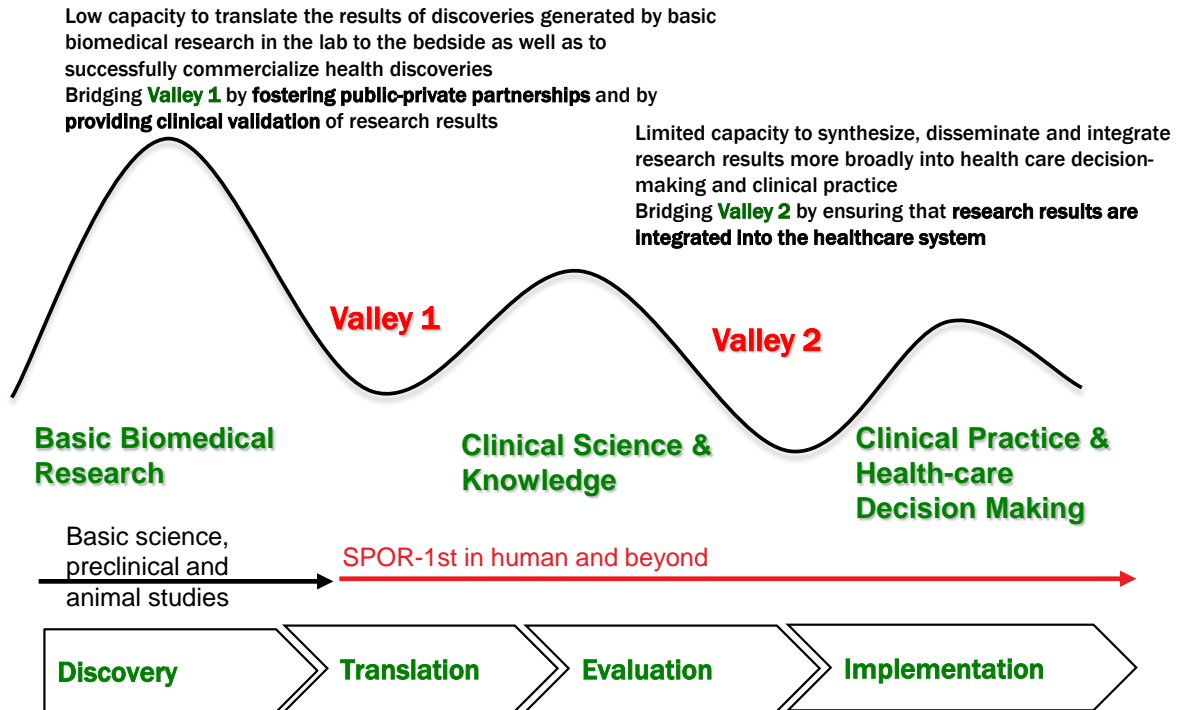 Low capacity to translate the results of discoveries generated by basic
biomedical research in the lab to the bedside as well as to
successfully commercialize health discoveries
Bridging Valley 1 by fostering public-private partnerships and by
providing clinical validation of research results
Limited capacity to synthesize, disseminate and integrate
research results more broadly into health care decision-
making and clinical practice
Bridging Valley 2 by ensuring that research results are
integrated into the healthcare system
Valley 1
Valley 2
Basic Biomedical
Research
Clinical Science &
Knowledge
Clinical Practice &
Health-care
Decision Making
Basic science,
preclinical and
animal studies
SPOR-1st in human and beyond
Discovery
Translation
Evaluation
Implementation